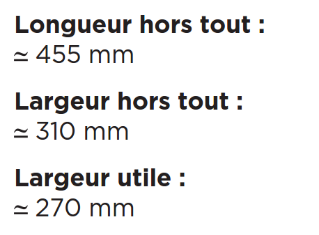 Longueur hors tout :
≃ 455 mm
Largeur hors tout :
≃ 310 mm
Largeur utile :
≃ 270 mm